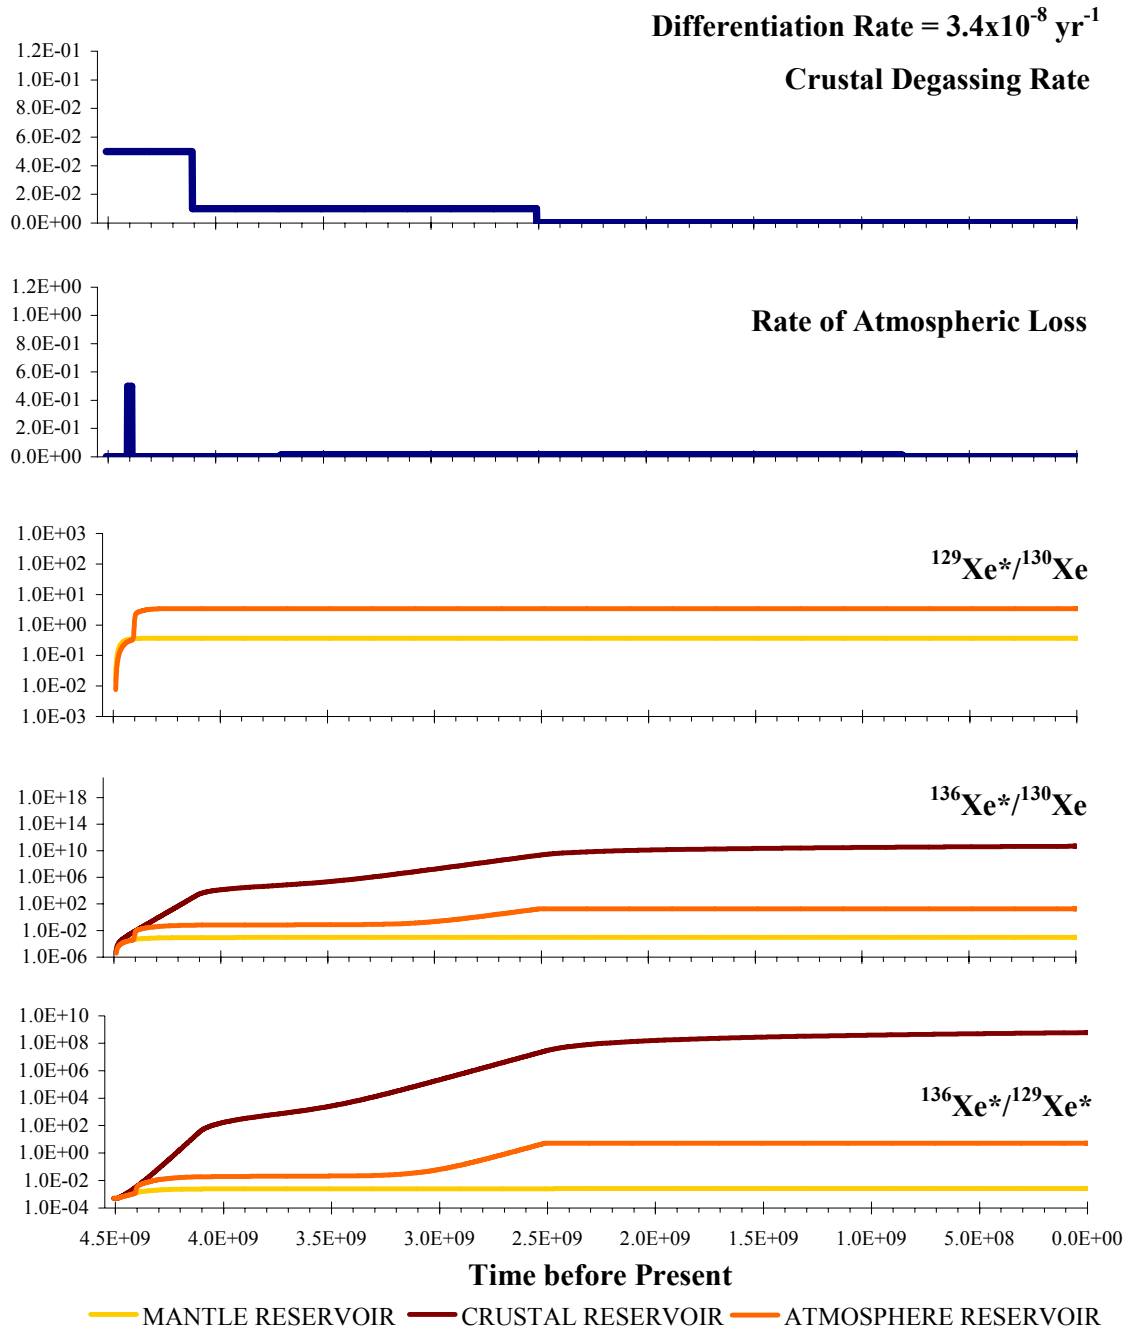 Differentiation Rate = 3.4x10⁻⁸ yr⁻¹
Crustal Degassing Rate
1.2E-01
1.0E-01
8.0E-02
6.0E-02
4.0E-02
2.0E-02
0.0E+00
Rate of Atmospheric Loss
1.2E+00
1.0E+00
8.0E-01
6.0E-01
4.0E-01
2.0E-01
0.0E+00
¹²⁹Xe*/¹³⁰Xe
1.0E+03
1.0E+02
1.0E+01
1.0E+00
1.0E-01
1.0E-02
1.0E-03
¹³⁶Xe*/¹³⁰Xe
1.0E+18
1.0E+14
1.0E+10
1.0E+06
1.0E+02
1.0E-02
1.0E-06
¹³⁶Xe*/¹²⁹Xe*
1.0E+10
1.0E+08
1.0E+06
1.0E+04
1.0E+02
1.0E+00
1.0E-02
1.0E-04
4.5E+09 4.0E+09 3.5E+09 3.0E+09 2.5E+09 2.0E+09 1.5E+09 1.0E+09 5.0E+08 0.0E+00
Time before Present
MANTLE RESERVOIR CRUSTAL RESERVOIR ATMOSPHERE RESERVOIR